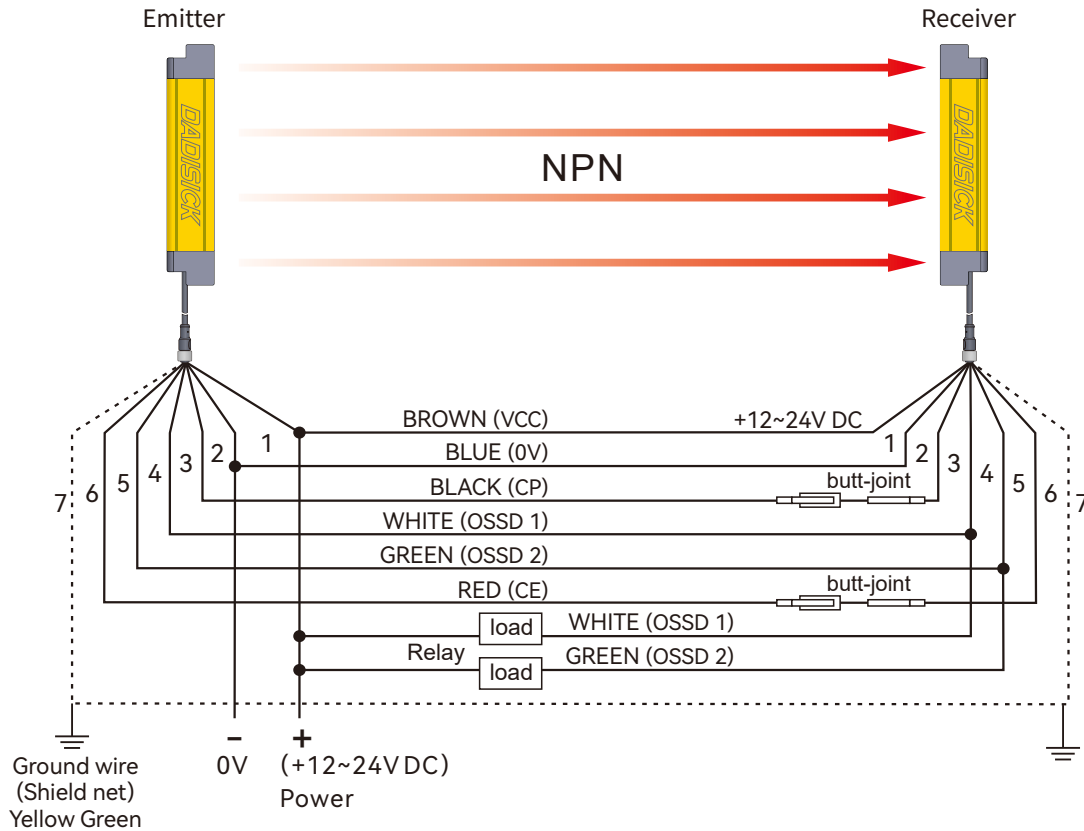 Emitter
Receiver
DADISICK
DADISICK
NPN
BROWN (VCC)
+12~24V DC
1
BLUE (0V)
1
2
2
3
BLACK (CP)
butt-joint
3
4
WHITE (OSSD 1)
4
5
GREEN (OSSD 2)
5
6
RED (CE)
butt-joint
6
7
7
load
WHITE (OSSD 1)
Relay
load
GREEN (OSSD 2)
-
+
0V
(+12~24V DC)
Power
Ground wire
(Shield net)
Yellow Green